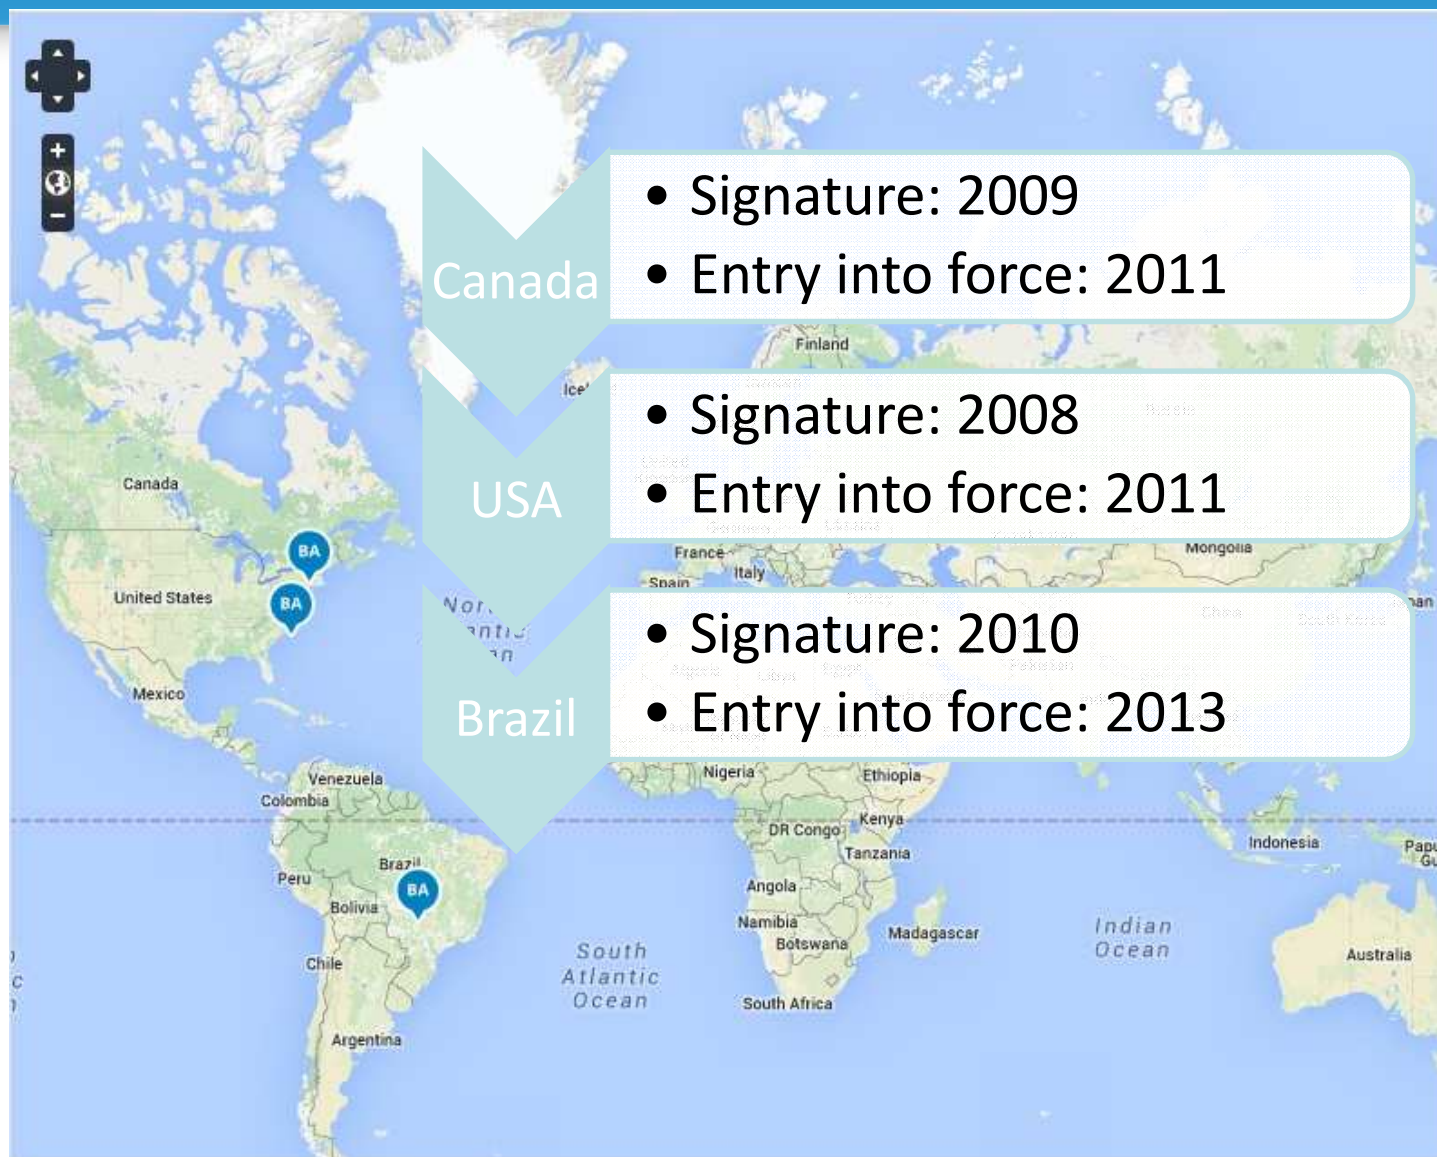 Canada
• Signature: 2009
• Entry into force: 2011
USA
• Signature: 2008
• Entry into force: 2011
Brazil
• Signature: 2010
• Entry into force: 2013
Finland
Canada
BA
France
Italy
Mongolia
Spain
United States
BA
Mexico
Venezuela
Colombia
Nigeria
Ethiopia
Kenya
DR Congo
Tanzania
Indonesia
Brazil
BA
Peru
Bolivia
Angola
Namibia
Botswana
Madagascar
Indian
Ocean
Australia
Chile
South
Atlantic
Ocean
South Africa
Argentina